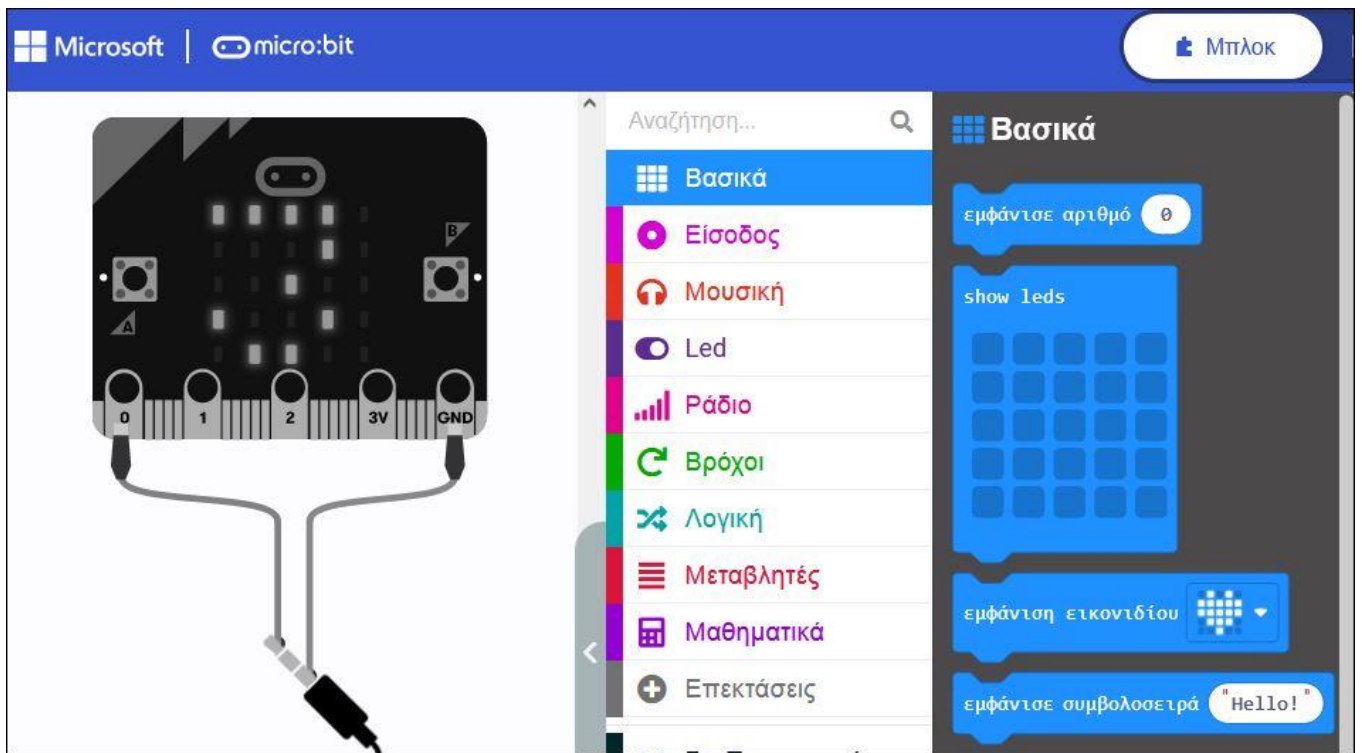 Microsoft | micro:bit
Μπλοκ
B
A
0 1 2 3V GND
Αναζήτηση...
Βασικά
Είσοδος
Μουσική
Led
Ράδιο
Βρόχοι
Λογική
Μεταβλητές
Μαθηματικά
Επεκτάσεις
Βασικά
εμφάνισε αριθμό 0
show leds
εμφάνιση εικονιδίου
εμφάνισε συμβολοσειρά "Hello!"